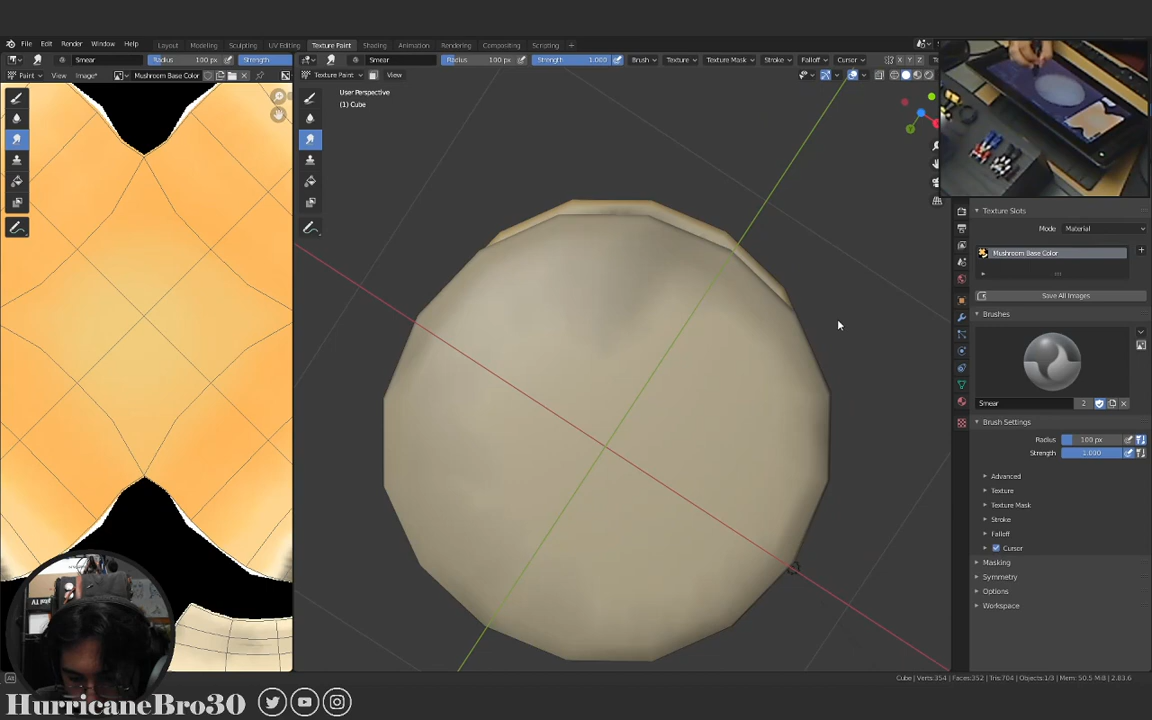 File Edit Render Window Help Layout Modeling Sculpting UV Editing Texture Paint Shading Animation Rendering Compositing Scripting +
Smear Radius 100 px Strength Smear Radius 100 px Strength 1.000 Brush Texture Texture Mask Stroke Falloff Cursor X Y Z
Paint View Image* Mushroom Base Color Texture Paint View
User Perspective
(1) Cube
Texture Slots
Mode Material
Mushroom Base Color
Save All Images
Brushes
Smear 2
Brush Settings
Radius 100 px
Strength 1.000
Advanced
Texture
Texture Mask
Stroke
Falloff
Cursor
Masking
Symmetry
Options
Workspace
Cube | Verts:354 | Faces:352 | Tris:704 | Objects:1/3 | Mem: 50.5 MiB | 2.83.6
HurricaneBro30